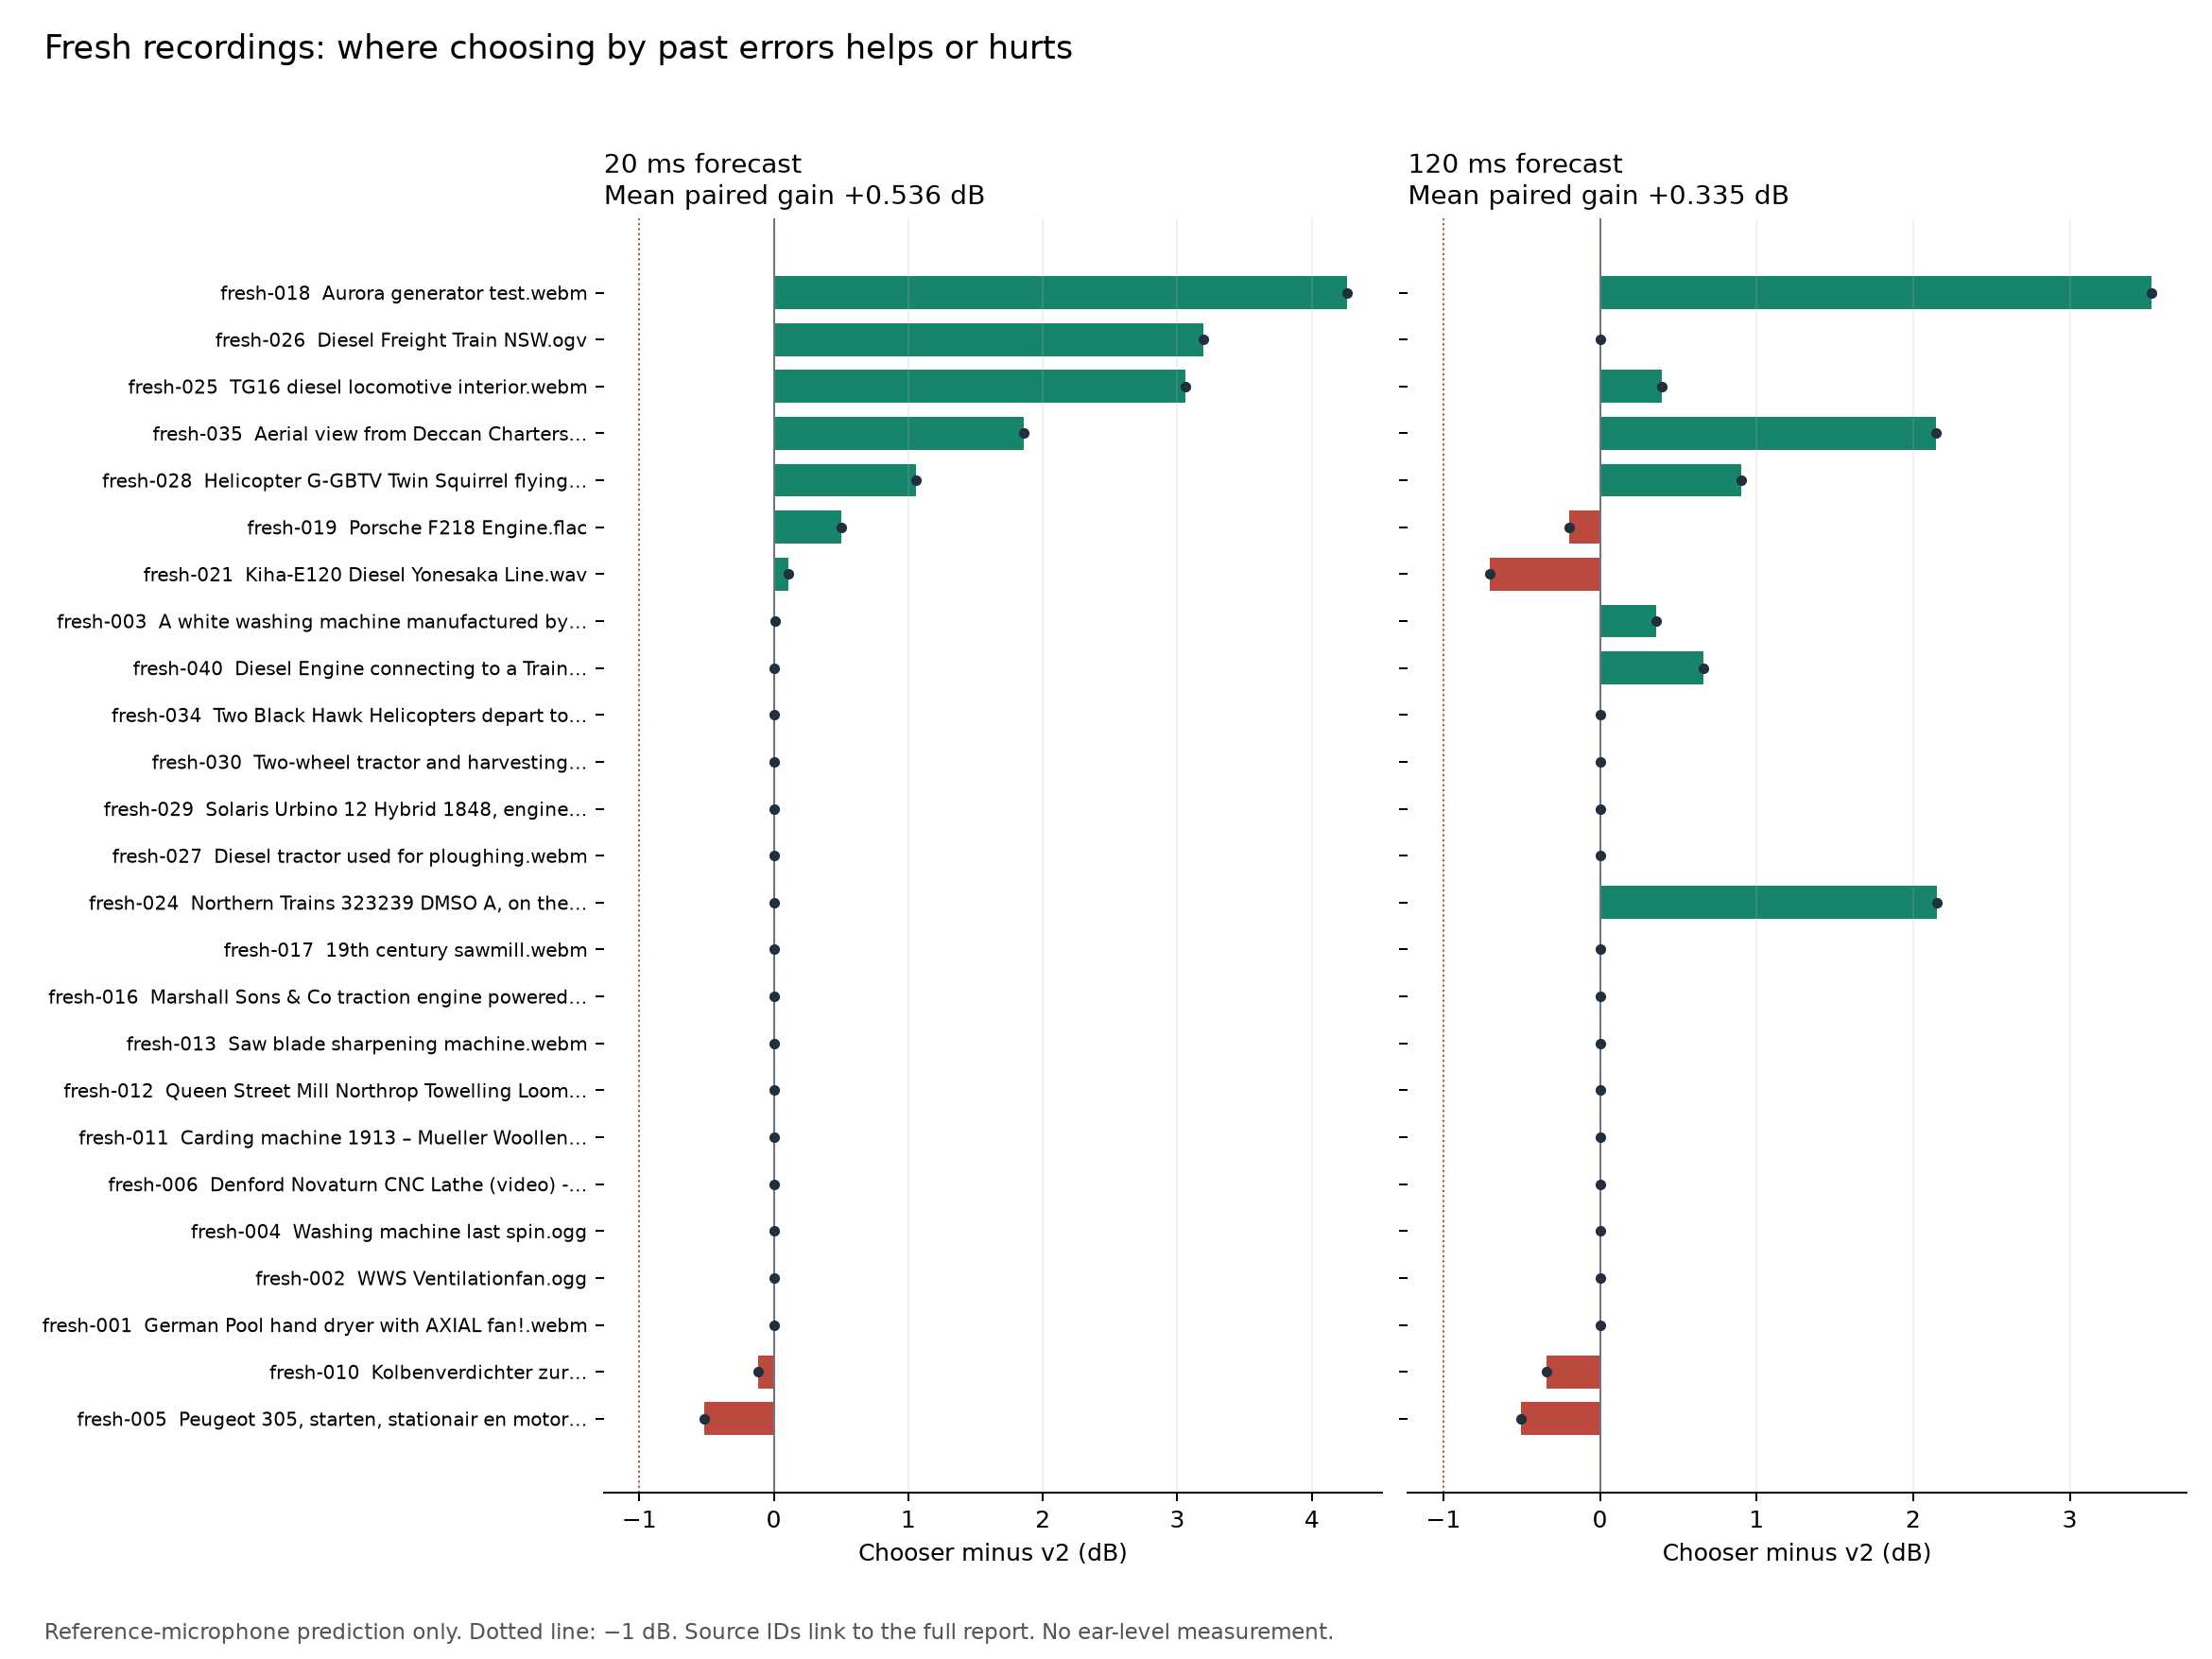 Fresh recordings: where choosing by past errors helps or hurts
20 ms forecast
Mean paired gain +0.536 dB
120 ms forecast
Mean paired gain +0.335 dB
fresh-018  Aurora generator test.webm
fresh-026  Diesel Freight Train NSW.ogv
fresh-025  TG16 diesel locomotive interior.webm
fresh-035  Aerial view from Deccan Charters…
fresh-028  Helicopter G-GBTV Twin Squirrel flying…
fresh-019  Porsche F218 Engine.flac
fresh-021  Kiha-E120 Diesel Yonesaka Line.wav
fresh-003  A white washing machine manufactured by…
fresh-040  Diesel Engine connecting to a Train…
fresh-034  Two Black Hawk Helicopters depart to…
fresh-030  Two-wheel tractor and harvesting…
fresh-029  Solaris Urbino 12 Hybrid 1848, engine…
fresh-027  Diesel tractor used for ploughing.webm
fresh-024  Northern Trains 323239 DMSO A, on the…
fresh-017  19th century sawmill.webm
fresh-016  Marshall Sons & Co traction engine powered…
fresh-013  Saw blade sharpening machine.webm
fresh-012  Queen Street Mill Northrop Towelling Loom…
fresh-011  Carding machine 1913 – Mueller Woollen…
fresh-006  Denford Novaturn CNC Lathe (video) -…
fresh-004  Washing machine last spin.ogg
fresh-002  WWS Ventilationfan.ogg
fresh-001  German Pool hand dryer with AXIAL fan!.webm
fresh-010  Kolbenverdichter zur…
fresh-005  Peugeot 305, starten, stationair en motor…
−1 0 1 2 3 4
Chooser minus v2 (dB)
−1 0 1 2 3
Chooser minus v2 (dB)
Reference-microphone prediction only. Dotted line: −1 dB. Source IDs link to the full report. No ear-level measurement.